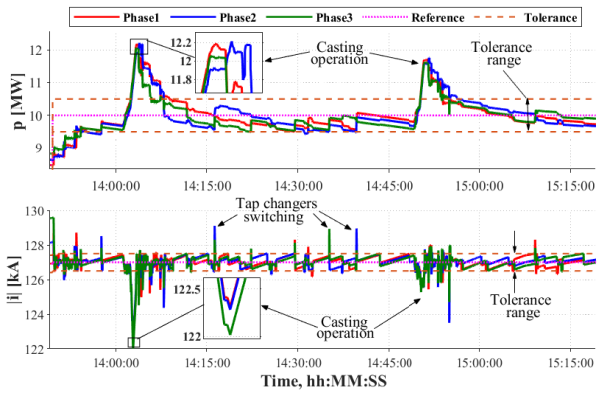 Phase1 Phase2 Phase3 Reference Tolerance
12
11
10
9
p [MW]
12.2
12
11.8
Casting
operation
Tolerance
range
14:00:00 14:15:00 14:30:00 14:45:00 15:00:00 15:15:00
130
128
126
124
122
|i| [kA]
Tap changers
switching
122.5
122
Casting
operation
Tolerance
range
14:00:00 14:15:00 14:30:00 14:45:00 15:00:00 15:15:00
Time, hh:MM:SS